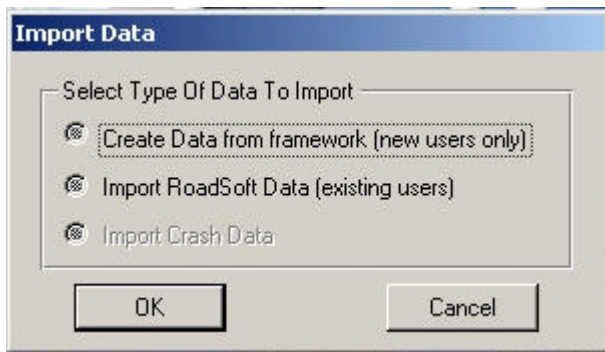 Import Data
Select Type Of Data To Import
Create Data from framework (new users only)
Import RoadSoft Data (existing users)
Import Crash Data
OK
Cancel